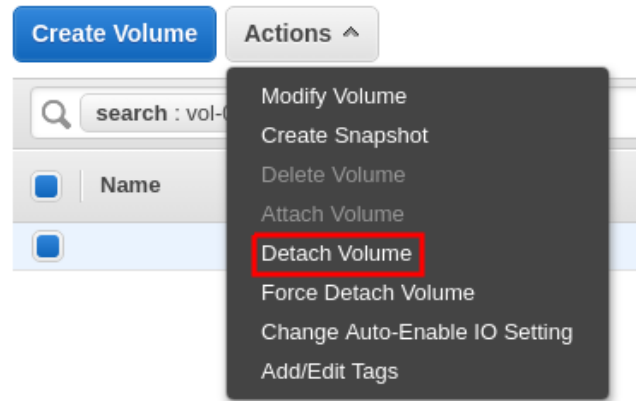 Create Volume Actions
search : vol-0
Name
Modify Volume
Create Snapshot
Delete Volume
Attach Volume
Detach Volume
Force Detach Volume
Change Auto-Enable IO Setting
Add/Edit Tags